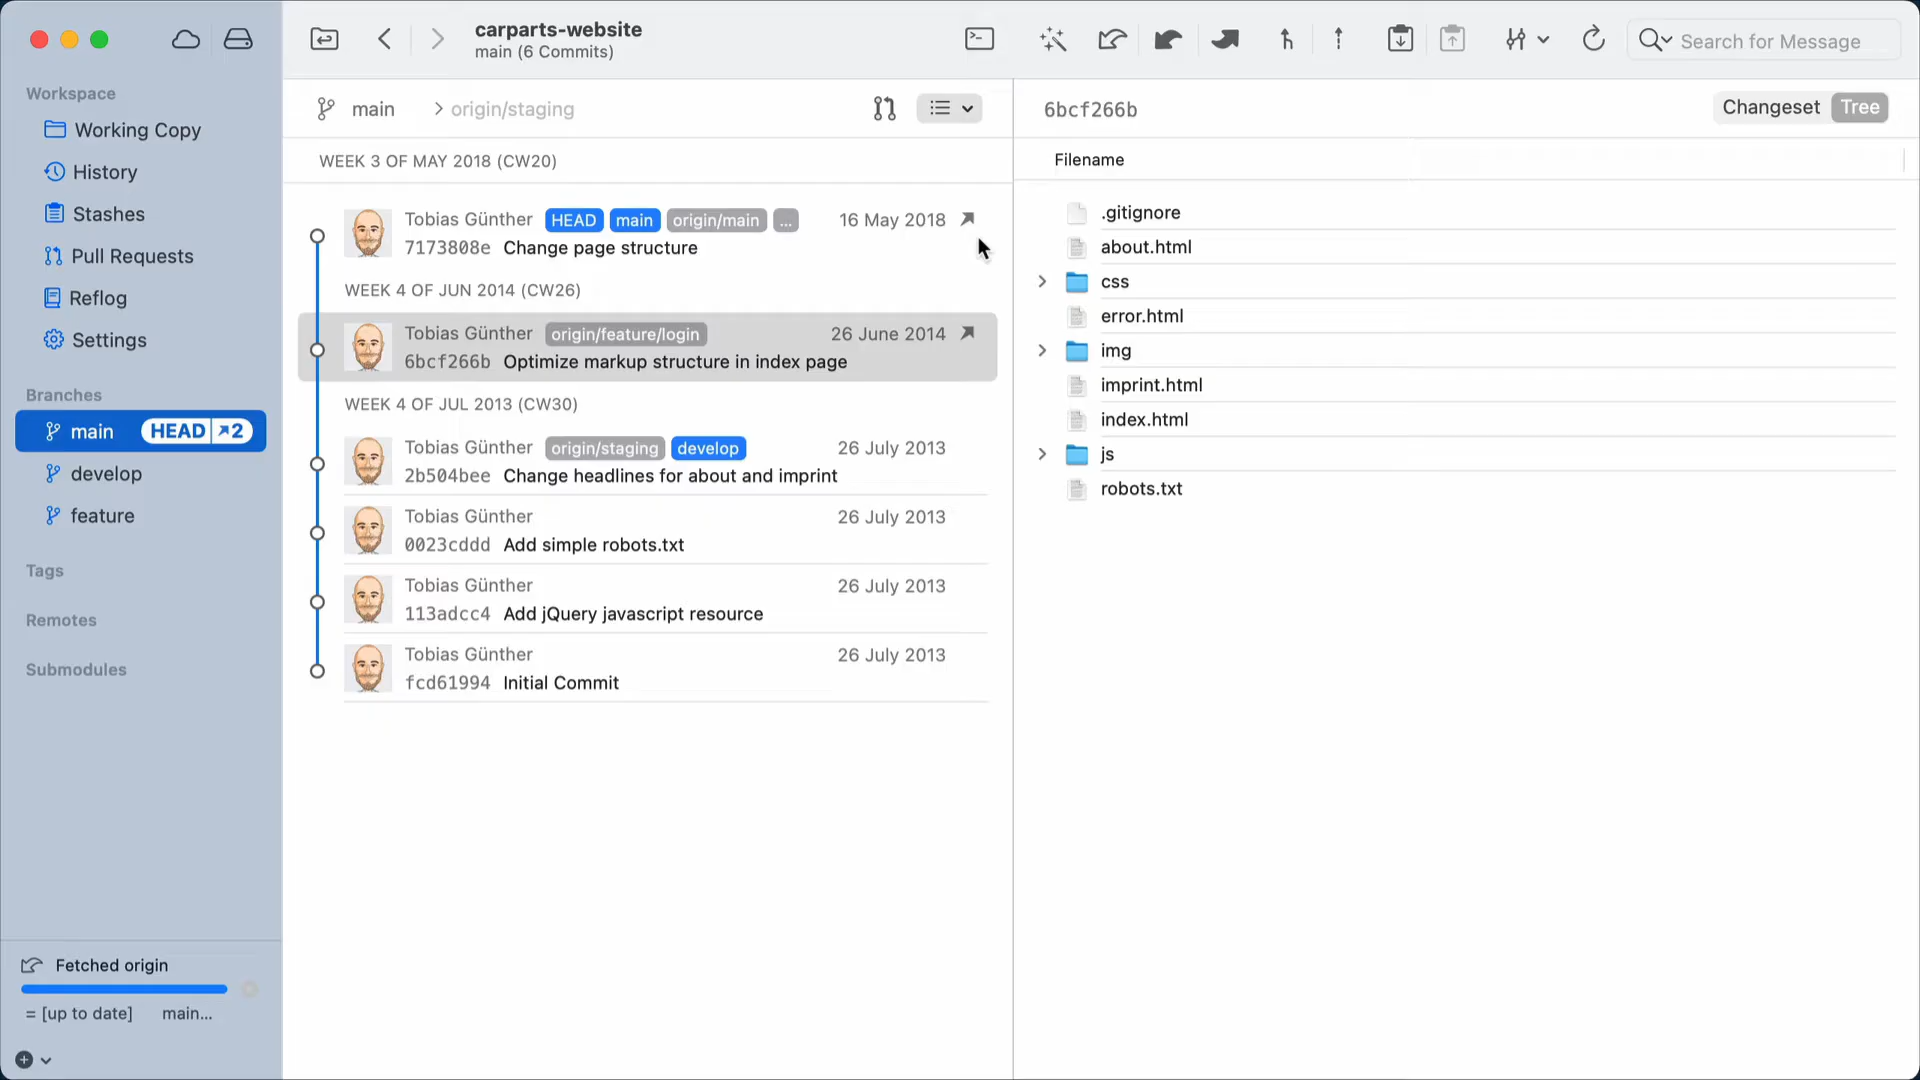 carparts-website
main (6 Commits)
Search for Message
Workspace
Working Copy
History
Stashes
Pull Requests
Reflog
Settings
Branches
main HEAD 2
develop
feature
Tags
Remotes
Submodules
Fetched origin
= [up to date] main...
main origin/staging
WEEK 3 OF MAY 2018 (CW20)
Tobias Günther HEAD main origin/main ... 16 May 2018
7173808e Change page structure
WEEK 4 OF JUN 2014 (CW26)
Tobias Günther origin/feature/login 26 June 2014
6bcf266b Optimize markup structure in index page
WEEK 4 OF JUL 2013 (CW30)
Tobias Günther origin/staging develop 26 July 2013
2b504bee Change headlines for about and imprint
Tobias Günther 26 July 2013
0023cddd Add simple robots.txt
Tobias Günther 26 July 2013
113adcc4 Add jQuery javascript resource
Tobias Günther 26 July 2013
fcd61994 Initial Commit
6bcf266b Changeset Tree
Filename
.gitignore
about.html
css
error.html
img
imprint.html
index.html
js
robots.txt